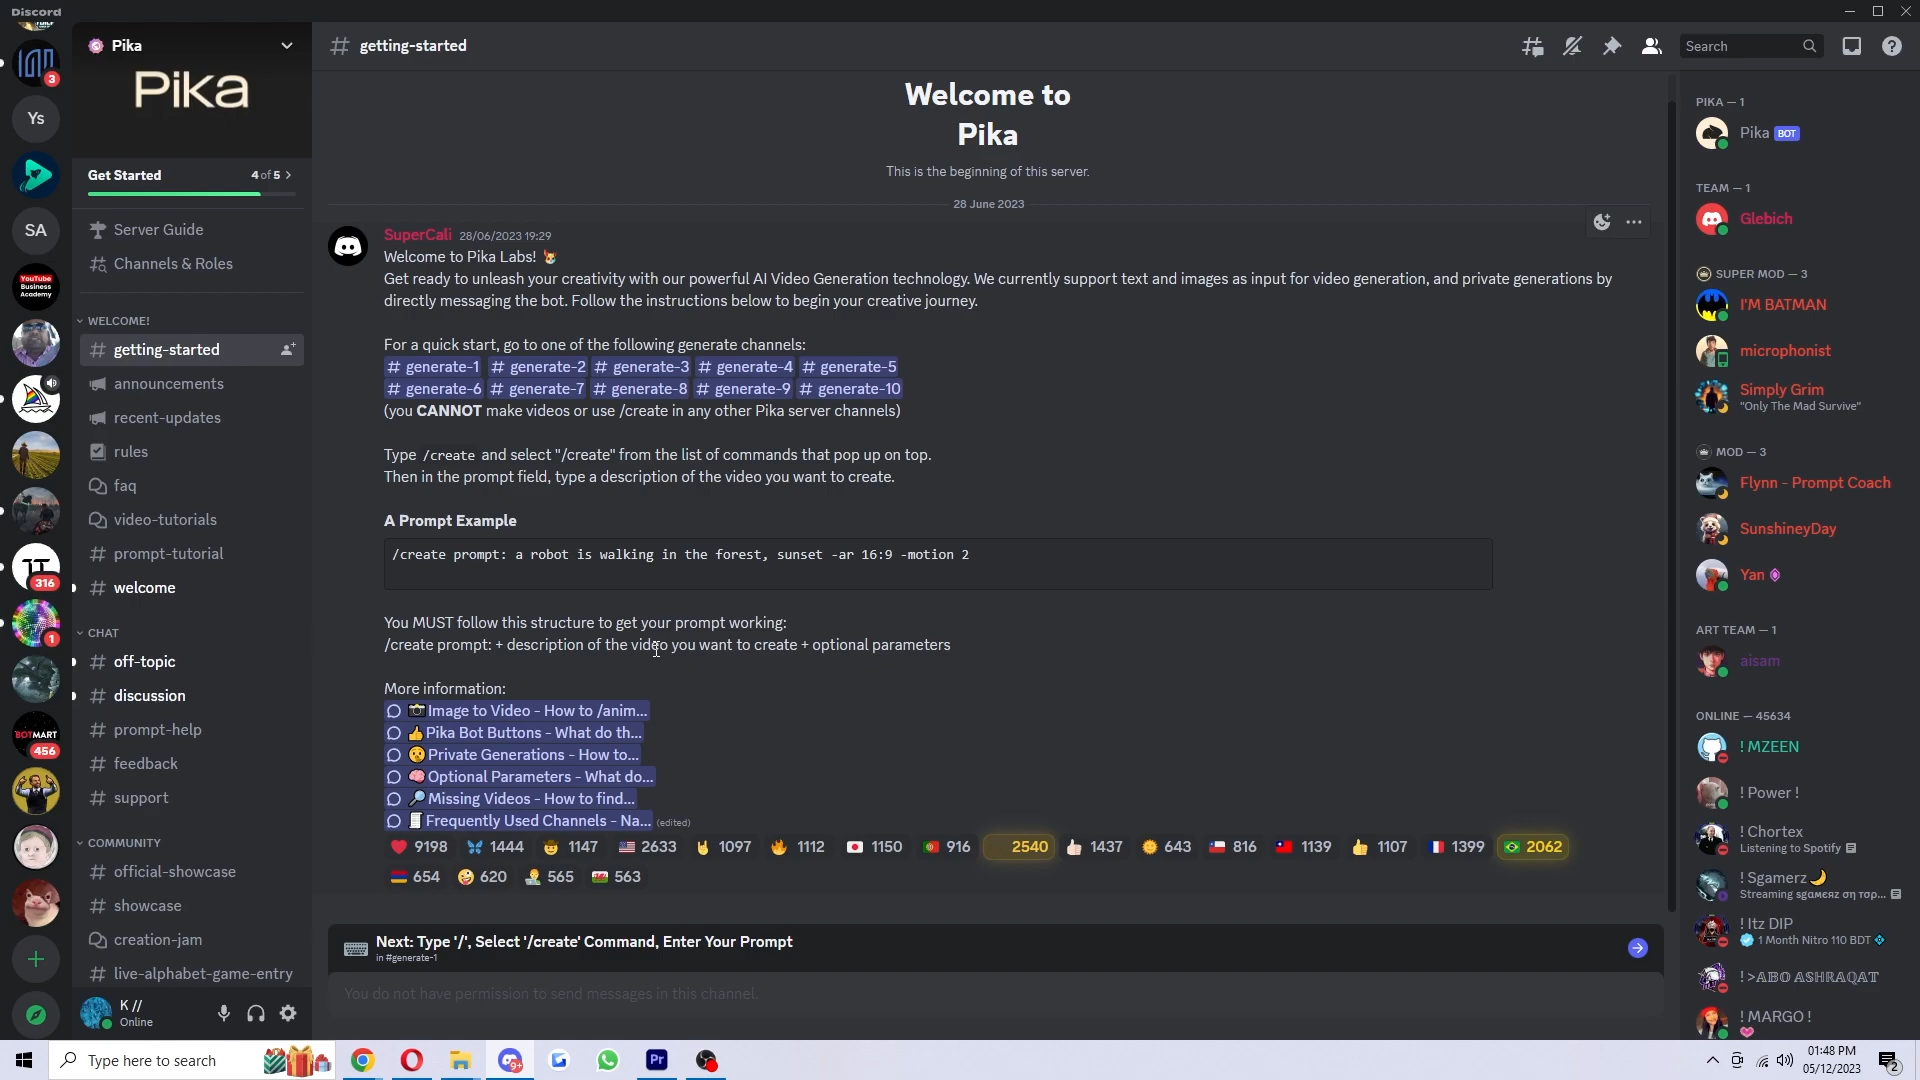 Discord
Pika
Pika
Get Started
4 of 5
Server Guide
Channels & Roles
WELCOME!
getting-started
announcements
recent-updates
rules
faq
video-tutorials
prompt-tutorial
welcome
CHAT
off-topic
discussion
prompt-help
feedback
support
COMMUNITY
official-showcase
showcase
creation-jam
live-alphabet-game-entry
K //
Online
3
Ys
SA
YouTube
Business
Academy
316
1
BOTMART
456
getting-started
Search
Welcome to
Pika
This is the beginning of this server.
28 June 2023
SuperCali 28/06/2023 19:29
Welcome to Pika Labs!
Get ready to unleash your creativity with our powerful AI Video Generation technology. We currently support text and images as input for video generation, and private generations by
directly messaging the bot. Follow the instructions below to begin your creative journey.
For a quick start, go to one of the following generate channels:
# generate-1 # generate-2 # generate-3 # generate-4 # generate-5
# generate-6 # generate-7 # generate-8 # generate-9 # generate-10
(you CANNOT make videos or use /create in any other Pika server channels)
Type /create and select "/create" from the list of commands that pop up on top.
Then in the prompt field, type a description of the video you want to create.
A Prompt Example
/create prompt: a robot is walking in the forest, sunset -ar 16:9 -motion 2
You MUST follow this structure to get your prompt working:
/create prompt: + description of the video you want to create + optional parameters
More information:
Image to Video - How to /anim...
Pika Bot Buttons - What do th...
Private Generations - How to...
Optional Parameters - What do...
Missing Videos - How to find...
Frequently Used Channels - Na... (edited)
9198 1444 1147 2633 1097 1112 1150 916 2540 1437 643 816 1139 1107 1399 2062
654 620 565 563
Next: Type '/', Select '/create' Command, Enter Your Prompt
in #generate-1
You do not have permission to send messages in this channel.
PIKA — 1
Pika BOT
TEAM — 1
Glebich
SUPER MOD — 3
I'M BATMAN
microphonist
Simply Grim
"Only The Mad Survive"
MOD — 3
Flynn - Prompt Coach
SunshineyDay
Yan
ART TEAM — 1
aisam
ONLINE — 45634
! MZEEN
! Power !
! Chortex
Listening to Spotify
! Sgamerz
Streaming
! Itz DIP
1 Month Nitro 110 BDT
! >ABO ASHRAQAT
! MARGO !
Type here to search
9+
Pr
01:48 PM
05/12/2023
2